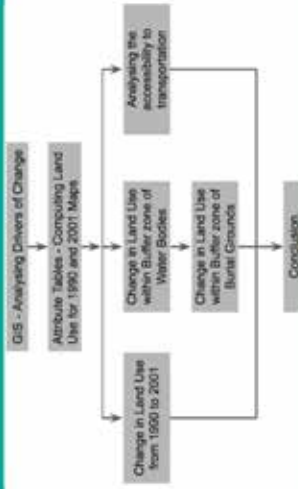 GIS - Analysing Drivers of Change
Attribute Tables - Computing Land
Use for 1990 and 2001 Maps
Change in Land Use
from 1990 to 2001
Change in Land Use
within Buffer zone of
Water Bodies
Analysing the
accessibility to
transportation
Change in Land Use
within Buffer zone of
Burial Grounds
Conclusion